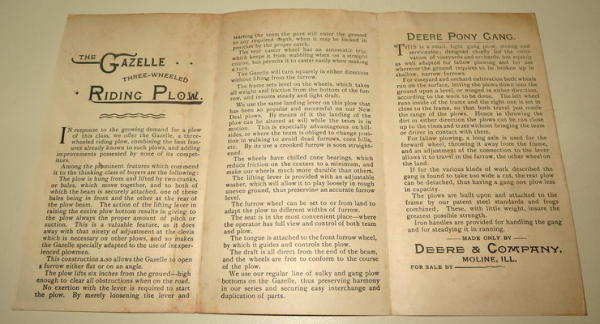 THE
GAZELLE
THREE-WHEELED
RIDING PLOW.
IN response to the growing demand for a plow
of this class, we offer the Gazelle, a three-
wheeled riding plow, combining the best feat-
ures already known to such plows, and adding
improvements possessed by none of its compet-
itors.
Among the prominent features which commend
it to the thinking class of buyers are the following:
The plow is hung from and lifted by two cranks,
or bales, which move together, and to both of
which the beam is securely attached, one of these
bales being in front and the other at the rear of
the plow beam. The action of the lifting lever in
raising the entire plow bottom results in giving to
the plow always the proper amount of pitch or
suction. This is a valuable feature, as it does
away with that ninety of adjustment at the clevis
which is necessary on other plows, and so makes
the Gazelle specially adapted to the use of inexper-
ienced plowmen.
This construction also allows the Gazelle to open
a furrow either flat or on an angle.
The plow lifts six inches from the ground—high
enough to clear all obstructions when on the road.
No exertion with the lever is required to start
the plow. By merely loosening the lever and
starting the team the plow will enter the ground
to any required depth, when it may be locked in
position by the proper catch.
The rear caster wheel has an automatic trip,
which keeps it from wabbling when on a straight
course, but permits it to caster easily when making
a turn.
The Gazelle will turn squarely in either direction
without lifting from the furrow.
The frame sets level on the wheels, which takes
all weight and friction from the bottom of the fur-
row, and insures steady and light draft.
We use the same landing lever on this plow that
has been so popular and successful on our New
Deal plows. By means of it the landing of the
plow can be altered at will while the team is in
motion. This is especially advantageous on hill-
sides, or where the team is obliged to change posi-
tion in walking to avoid dead furrows, corn hills,
etc. By its use a crooked furrow is soon straight-
ened.
The wheels have chilled cone bearings, which
reduce friction on the centers to a minimum, and
make our wheels much more durable than others.
The lifting lever is provided with an adjustable
washer, which will allow it to play loosely in rough
uneven ground, thus preserving an accurate furrow
level.
The furrow wheel can be set to or from land to
adapt the plow to different widths of furrow.
The seat is in the most convenient place—where
the operator has full view and control of both team
and plow.
The tongue is attached to the front furrow wheel,
by which it guides and controls the plow.
The draft is all direct from the end of the beam,
and the wheels are free to conform to the course
of the plow.
We use our regular line of sulky and gang plow
bottoms on the Gazelle, thus preserving harmony
in our series and securing easy interchange and
duplication of parts.
DEERE PONY GANG.
THIS is a small, light gang plow, strong and
serviceable; designed chiefly for the culti-
vation of vineyards and orchards, but equally
as well adapted for fallow plowing and for use
wherever the ground requires to be broken up in
shallow, narrow furrows.
For vineyard and orchard cultivation both wheels
run on the surface, letting the plows down into the
ground upon a level, or ridged in either direction,
according to the work to be done. The left wheel
runs inside of the frame and the right one is set in
close to the frame, so that both travel just inside
the range of the plows. Hence in throwing the
dirt in either direction the plows can be run close
up to the trees and trans without bringing the team
or driver in contact with them.
For fallow plowing, a long spindle is used for the
forward wheel, throwing it away from the frame,
and an adjustment of the connection to the lever
allows it to travel in the furrow, the other wheel on
the land.
If for the various kinds of work described the
gang is found to take too wide a cut, the rear plow
can be detached, thus having a gang one plow less
in capacity.
The plows are built upon and attached to the
frame by our patent steel standards and frogs
combined. These, with little weight, insure the
greatest possible strength.
Iron handles are provided for handling the gang
and for steadying it in running.
—MADE ONLY BY—
DEERE & COMPANY,
MOLINE, ILL.
FOR SALE BY